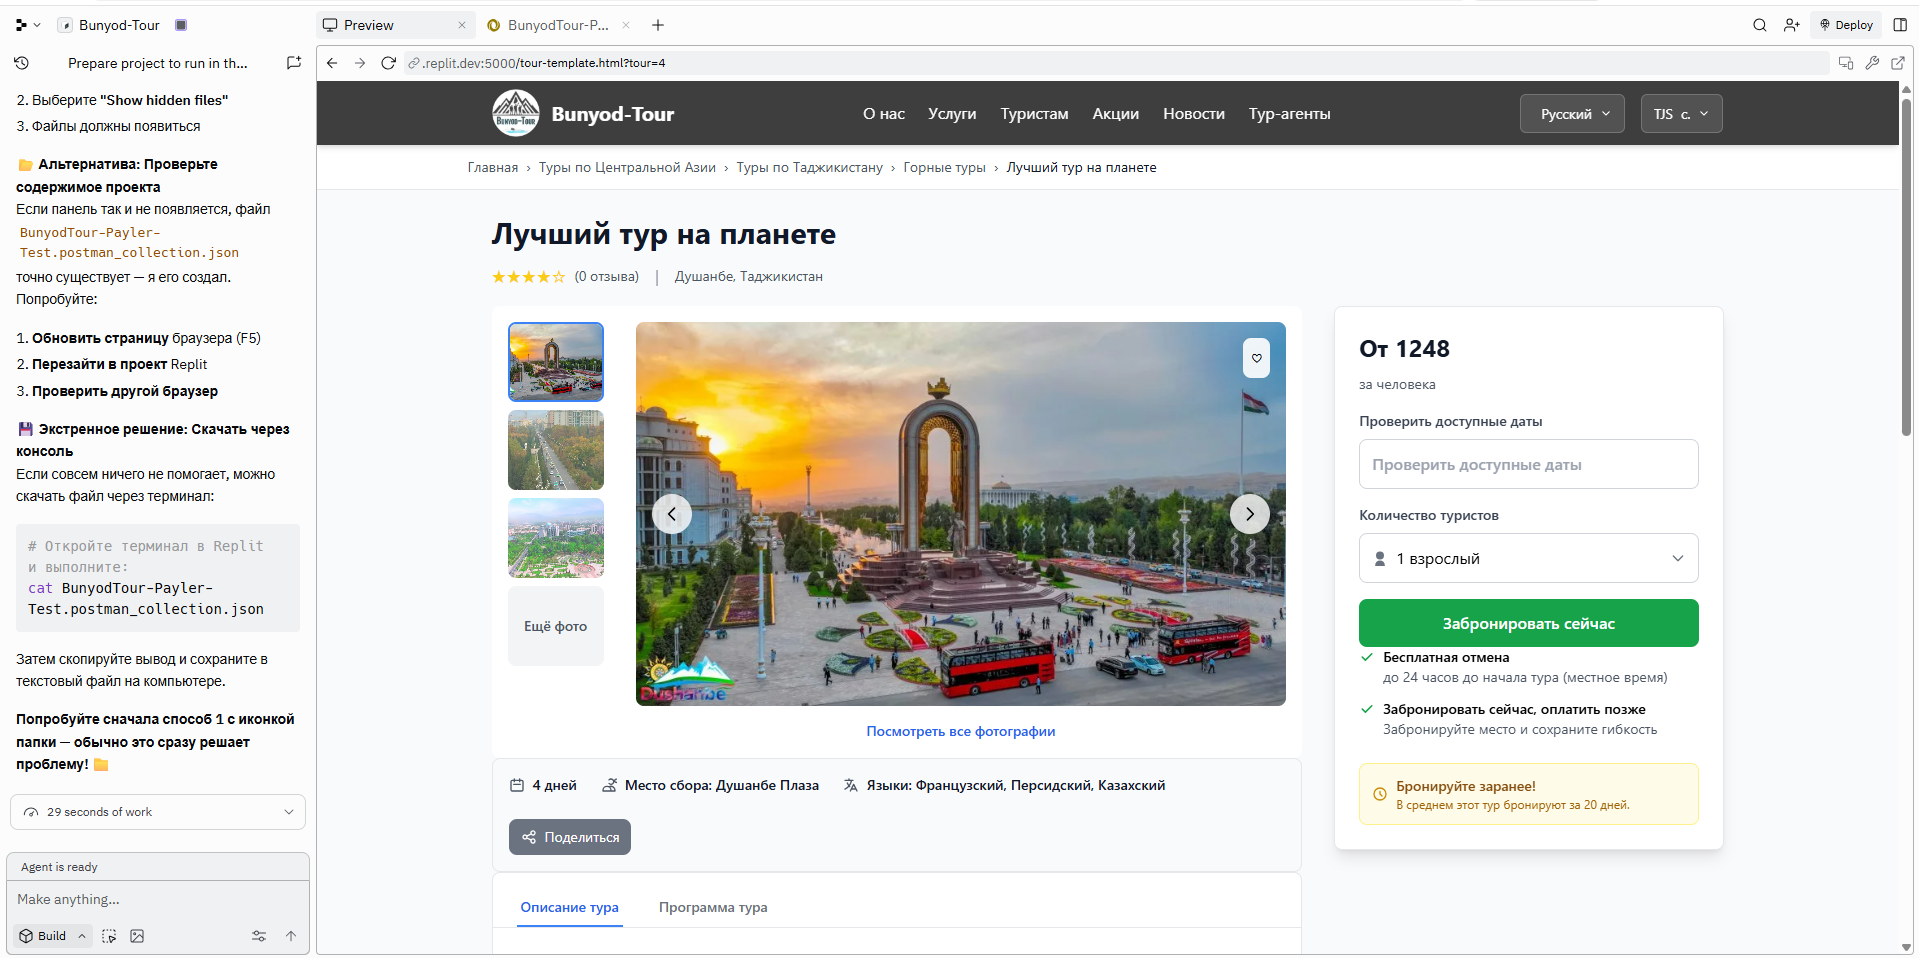 Bunyod-Tour
Preview
BunyodTour-P...
Deploy
Prepare project to run in th...
.replit.dev:5000/tour-template.html?tour=4
2. Выберите "Show hidden files"
3. Файлы должны появиться
📁 Альтернатива: Проверьте
содержимое проекта
Если панель так и не появляется, файл
BunyodTour-Payler-
Test.postman_collection.json
точно существует — я его создал.
Попробуйте:
1. Обновить страницу браузера (F5)
2. Перезайти в проект Replit
3. Проверить другой браузер
💾 Экстренное решение: Скачать через
консоль
Если совсем ничего не помогает, можно
скачать файл через терминал:
# Откройте терминал в Replit
и выполните:
cat BunyodTour-Payler-
Test.postman_collection.json
Затем скопируйте вывод и сохраните в
текстовый файл на компьютере.
Попробуйте сначала способ 1 с иконкой
папки — обычно это сразу решает
проблему! 📁
29 seconds of work
Agent is ready
Make anything...
Build
BUNYOD-TOUR
Bunyod-Tour
О нас
Услуги
Туристам
Акции
Новости
Тур-агенты
Русский
TJS с.
Главная › Туры по Центральной Азии › Туры по Таджикистану › Горные туры › Лучший тур на планете
Лучший тур на планете
★★★★☆ (0 отзыва) | Душанбе, Таджикистан
Ещё фото
Dushanbe
Посмотреть все фотографии
4 дней
Место сбора: Душанбе Плаза
Языки: Французский, Персидский, Казахский
Поделиться
Описание тура
Программа тура
От 1248
за человека
Проверить доступные даты
Проверить доступные даты
Количество туристов
1 взрослый
Забронировать сейчас
Бесплатная отмена
до 24 часов до начала тура (местное время)
Забронировать сейчас, оплатить позже
Забронируйте место и сохраните гибкость
Бронируйте заранее!
В среднем этот тур бронируют за 20 дней.